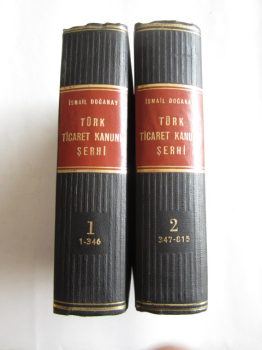 İSMAİL DOĞANAY
TÜRK
TİCARET KANUNU
ŞERHİ
1
1-346
İSMAİL DOĞANAY
TÜRK
TİCARET KANUNU
ŞERHİ
2
347-815